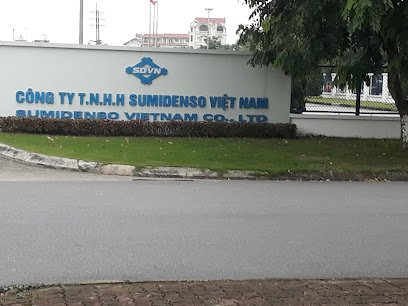 SDVN
CÔNG TY T.N.H.H SUMIDENSO VIỆT NAM
SUMIDENSO VIETNAM CO., LTD